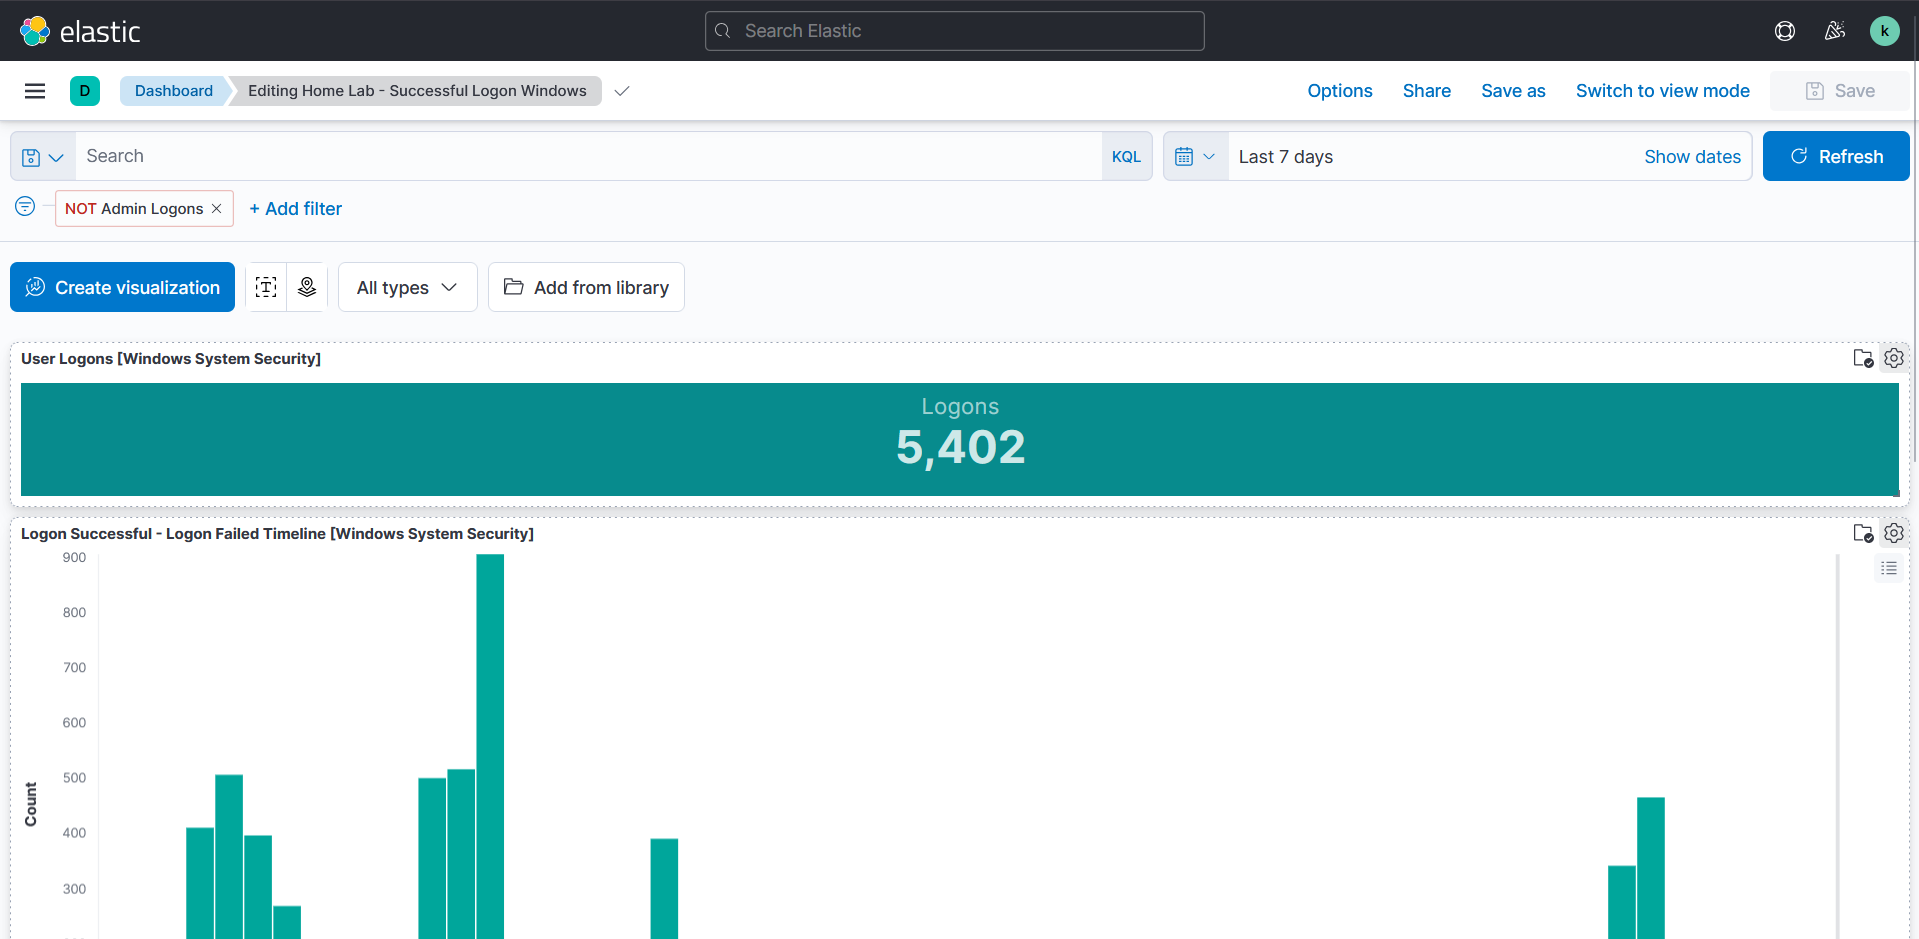 elastic
Search Elastic
k
D
Dashboard
Editing Home Lab - Successful Logon Windows
Options
Share
Save as
Switch to view mode
Save
Search
KQL
Last 7 days
Show dates
Refresh
NOT Admin Logons
+ Add filter
Create visualization
All types
Add from library
User Logons [Windows System Security]
Logons
5,402
Logon Successful - Logon Failed Timeline [Windows System Security]
900
800
700
600
500
Count
400
300